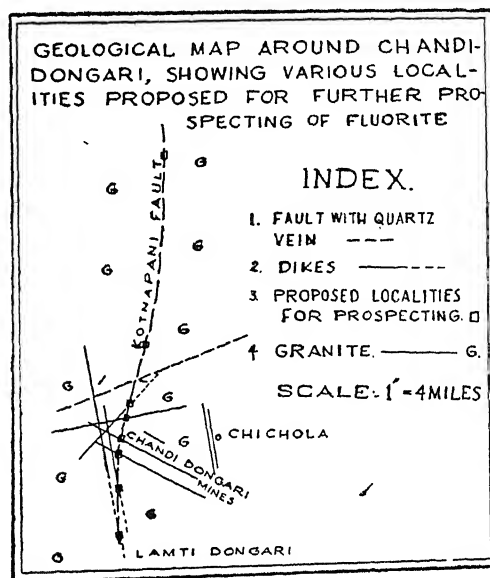 GEOLOGICAL MAP AROUND CHANDI-
DONGARI, SHOWING VARIOUS LOCAL-
ITIES PROPOSED FOR FURTHER PRO-
SPECTING OF FLUORITE
INDEX.
1. FAULT WITH QUARTZ
VEIN
2. DIKES
3. PROPOSED LOCALITIES
FOR PROSPECTING.
4 GRANITE. G.
SCALE:- 1" = 4 MILES
KOTNAPANI FAULT
G
G
G
G
G
G
G
G
G
CHICHOLA
CHANDI DONGARI
MINES
LAMTI DONGARI